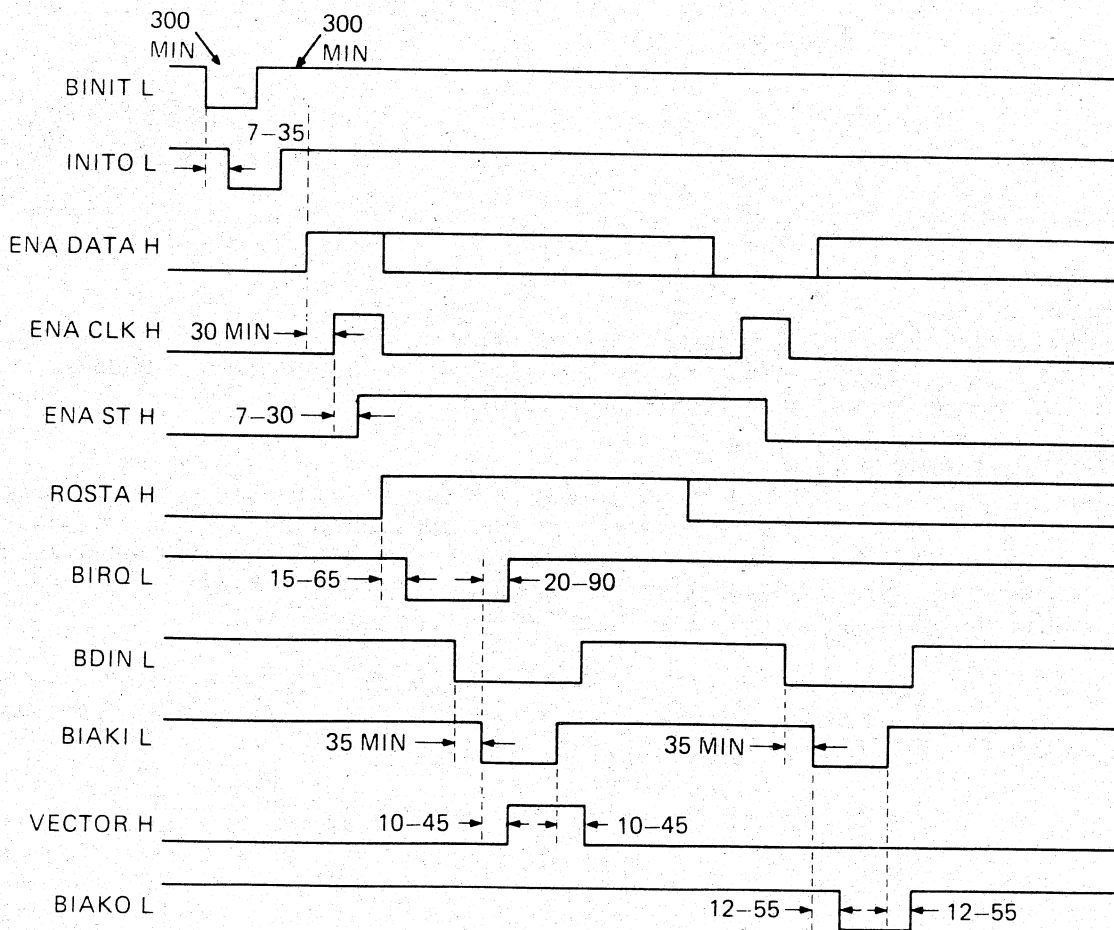 300
MIN
300
MIN
BINIT L
7–35
INITO L
ENA DATA H
ENA CLK H
30 MIN
ENA ST H
7–30
RQSTA H
BIRQ L
15–65
20–90
BDIN L
BIAKI L
35 MIN
35 MIN
VECTOR H
10–45
10–45
BIAKO L
12–55
12–55